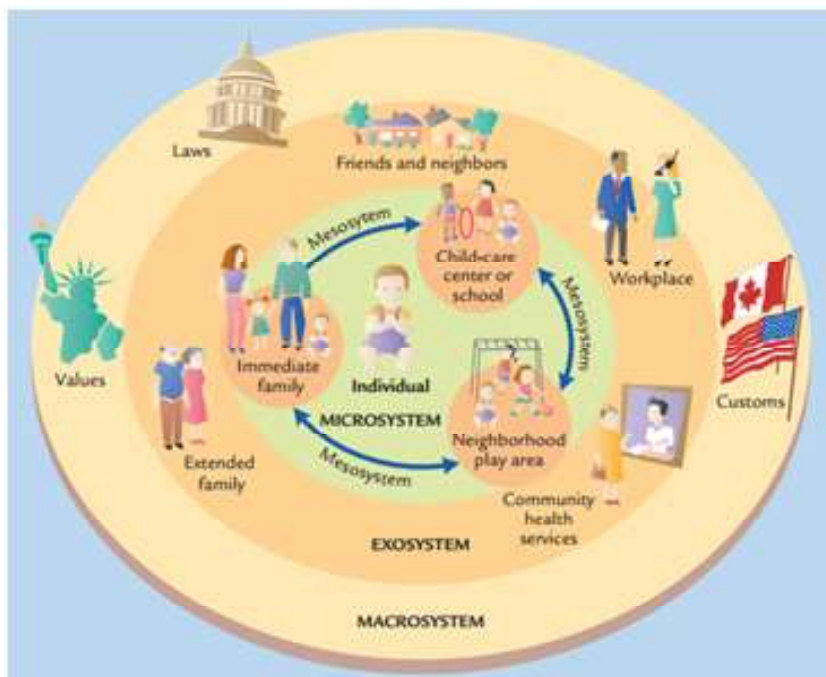 Laws
Friends and neighbors
Mesosytem
Child-care
center or
school
Workplace
Mesosystem
Values
Immediate
family
Individual
Customs
MICROSYSTEM
Neighborhood
play area
Mesosystem
Extended
family
Community
health
services
EXOSYSTEM
MACROSYSTEM